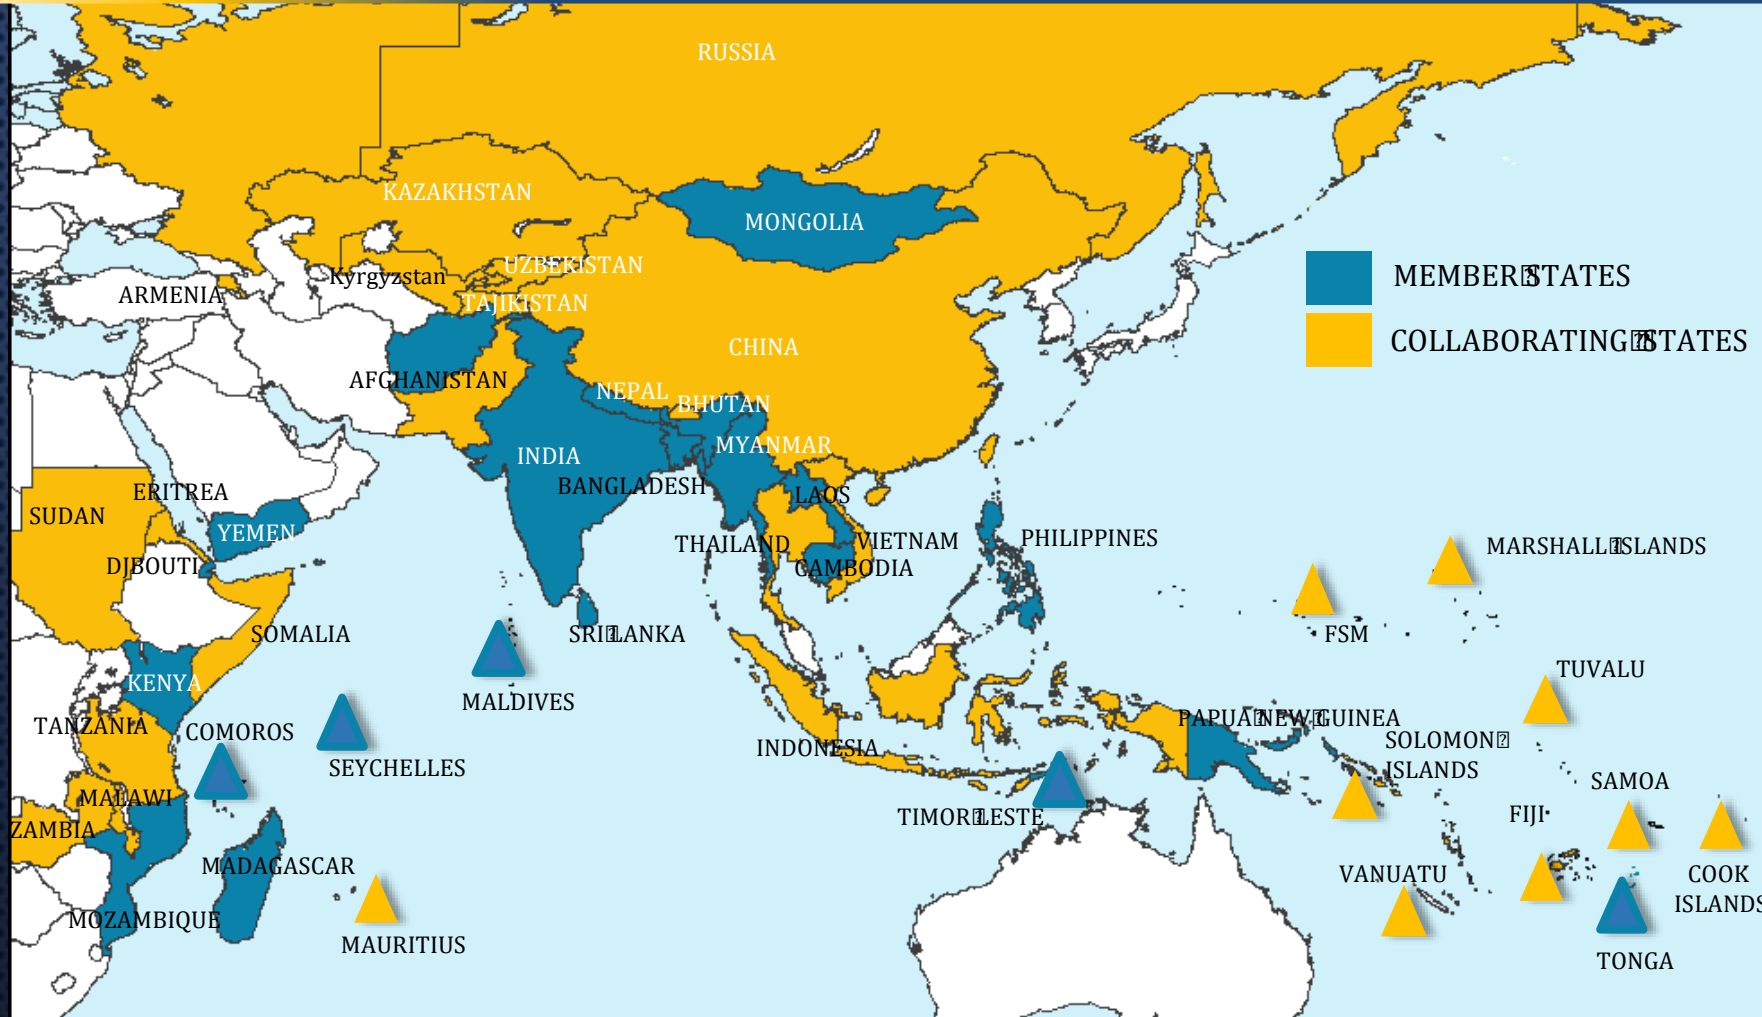 RUSSIA
KAZAKHSTAN
MONGOLIA
UZBEKISTAN
Kyrgyzstan
ARMENIA
TAJIKISTAN
MEMBER STATES
COLLABORATING STATES
CHINA
AFGHANISTAN
NEPAL
BHUTAN
MYANMAR
INDIA
BANGLADESH
LAOS
ERITREA
SUDAN
YEMEN
DJBOUTI
THAILAND
VIETNAM
CAMBODIA
PHILIPPINES
MARSHALL ISLANDS
SOMALIA
SRI LANKA
FSM
KENYA
MALDIVES
TUVALU
TANZANIA
COMOROS
SEYCHELLES
INDONESIA
PAPUA NEW GUINEA
SOLOMON
ISLANDS
SAMOA
MALAWI
ZAMBIA
TIMOR LESTE
FIJI
MADAGASCAR
VANUATU
COOK
ISLANDS
MOZAMBIQUE
MAURITIUS
TONGA